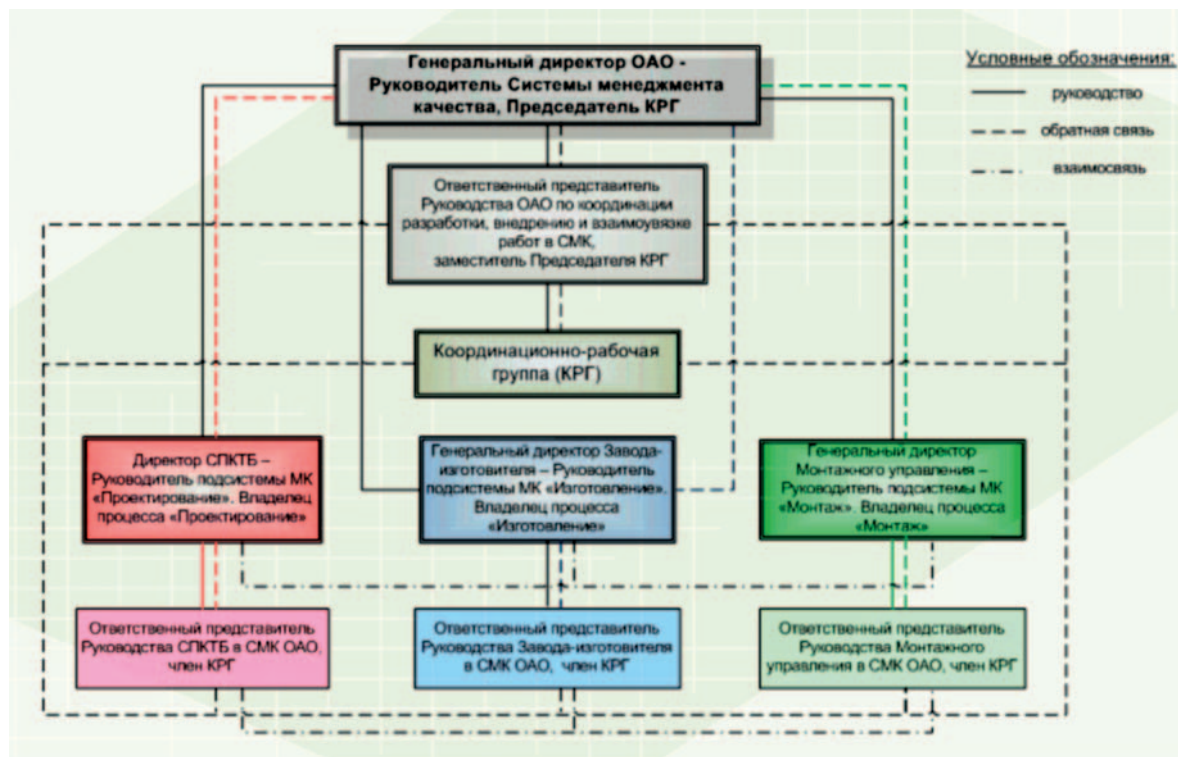 Генеральный директор ОАО -
Руководитель Системы менеджмента
качества, Председатель КРГ
Условные обозначения:
руководство
обратная связь
взаимосвязь
Ответственный представитель
Руководства ОАО по координации
разработки, внедрению и взаимоувязке
работ в СМК,
заместитель Председателя КРГ
Координационно-рабочая
группа (КРГ)
Директор СПКТБ –
Руководитель подсистемы МК
«Проектирование». Владелец
процесса «Проектирование»
Генеральный директор Завода-
изготовителя – Руководитель
подсистемы МК «Изготовление».
Владелец процесса
«Изготовление»
Генеральный директор
Монтажного управления –
Руководитель подсистемы МК
«Монтаж». Владелец процесса
«Монтаж»
Ответственный представитель
Руководства СПКТБ в СМК ОАО,
член КРГ
Ответственный представитель
Руководства Завода-изготовителя
в СМК ОАО, член КРГ
Ответственный представитель
Руководства Монтажного
управления в СМК ОАО, член КРГ